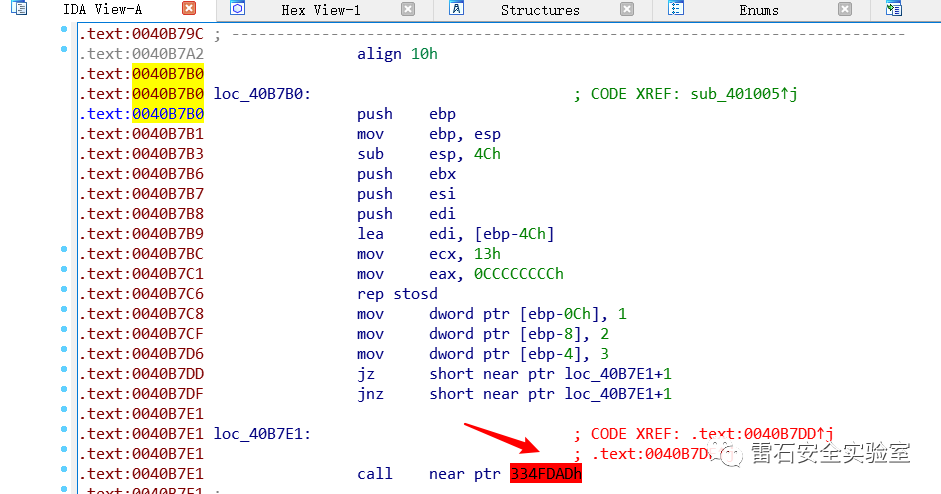 IDA View-A Hex View-1 Structures Enums
.text:0040B79C ; ---------------------------------------------------------------------------
.text:0040B7A2 align 10h
.text:0040B7B0
.text:0040B7B0 loc_40B7B0: ; CODE XREF: sub_401005↑j
.text:0040B7B0 push ebp
.text:0040B7B1 mov ebp, esp
.text:0040B7B3 sub esp, 4Ch
.text:0040B7B6 push ebx
.text:0040B7B7 push esi
.text:0040B7B8 push edi
.text:0040B7B9 lea edi, [ebp-4Ch]
.text:0040B7BC mov ecx, 13h
.text:0040B7C1 mov eax, 0CCCCCCCCh
.text:0040B7C6 rep stosd
.text:0040B7C8 mov dword ptr [ebp-0Ch], 1
.text:0040B7CF mov dword ptr [ebp-8], 2
.text:0040B7D6 mov dword ptr [ebp-4], 3
.text:0040B7DD jz short near ptr loc_40B7E1+1
.text:0040B7DF jnz short near ptr loc_40B7E1+1
.text:0040B7E1
.text:0040B7E1 loc_40B7E1: ; CODE XREF: .text:0040B7DD↑j
.text:0040B7E1 ; .text:0040B7D
雷石安全实验室
.text:0040B7E1 call near ptr 334FDADh
.text:0040B7E1 ;